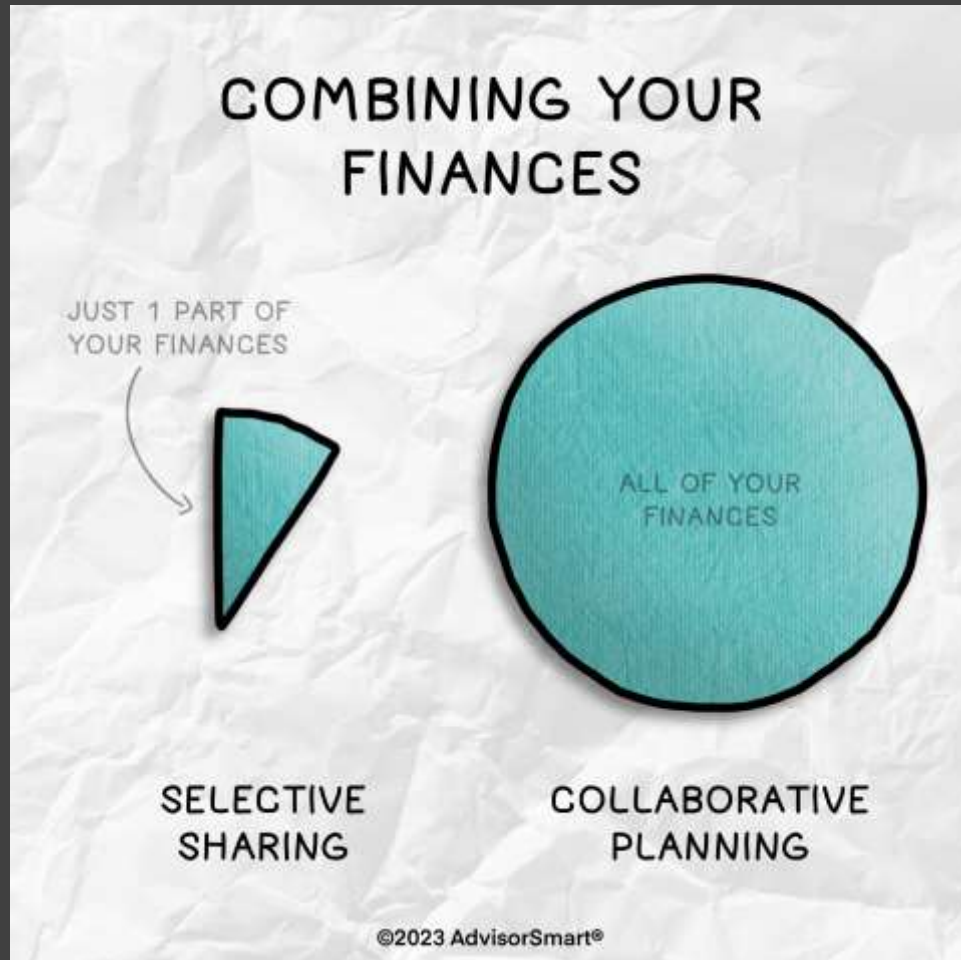 COMBINING YOUR
FINANCES
JUST 1 PART OF
YOUR FINANCES
ALL OF YOUR
FINANCES
SELECTIVE
SHARING
COLLABORATIVE
PLANNING
©2023 AdvisorSmart®